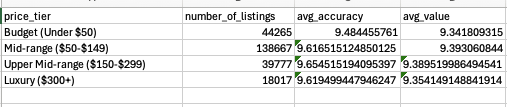 price_tier number_of_listings avg_accuracy avg_value
Budget (Under $50) 44265 9.484455761 9.341809315
Mid-range ($50-$149) 138667 9.616515124850125 9.393060844
Upper Mid-range ($150-$299) 39777 9.654515194095397 9.389519986494541
Luxury ($300+) 18017 9.619499447946247 9.354149148841914